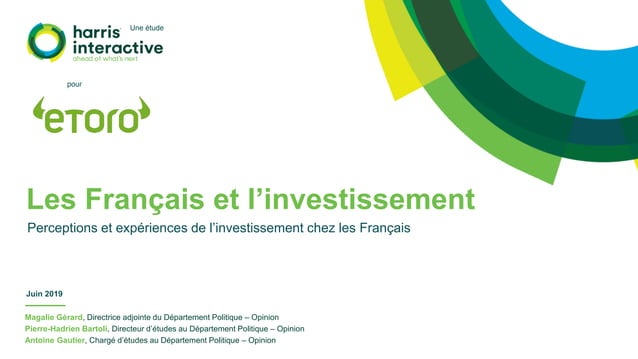 Une étude
harris
interactive
ahead of what's next
pour
eToro
Les Français et l’investissement
Perceptions et expériences de l’investissement chez les Français
Juin 2019
Magalie Gérard, Directrice adjointe du Département Politique – Opinion
Pierre-Hadrien Bartoli, Directeur d’études au Département Politique – Opinion
Antoine Gautier, Chargé d’études au Département Politique – Opinion